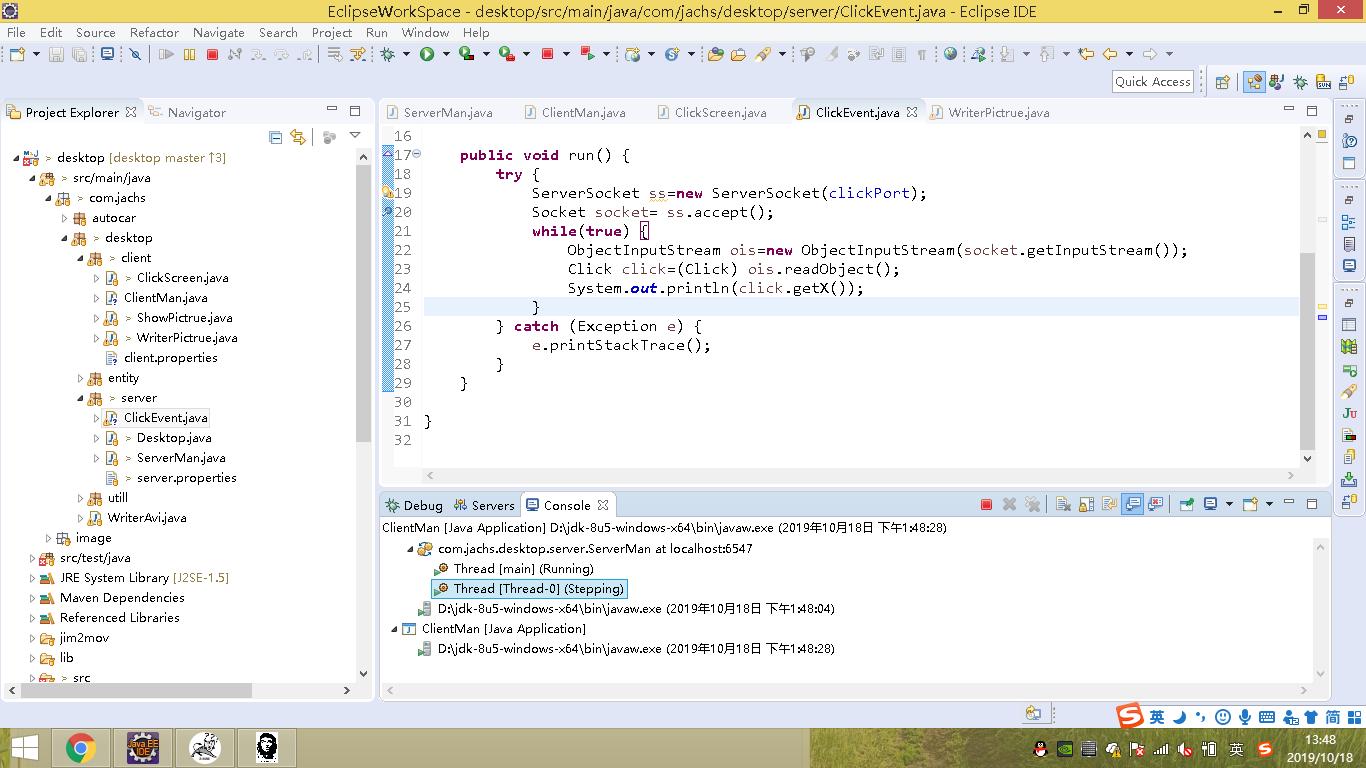 EclipseWorkSpace - desktop/src/main/java/com/jachs/desktop/server/ClickEvent.java - Eclipse IDE
File Edit Source Refactor Navigate Search Project Run Window Help
Quick Access
Project Explorer Navigator
> desktop [desktop master ↑3]
> src/main/java
> com.jachs
autocar
> desktop
> client
> ClickScreen.java
ClientMan.java
> ShowPictrue.java
> WriterPictrue.java
client.properties
entity
> server
ClickEvent.java
> Desktop.java
> ServerMan.java
> server.properties
utill
WriterAvi.java
image
src/test/java
JRE System Library [J2SE-1.5]
Maven Dependencies
Referenced Libraries
jim2mov
lib
> src
ServerMan.java ClientMan.java ClickScreen.java ClickEvent.java WriterPictrue.java
16
17 public void run() {
18 try {
19 ServerSocket ss=new ServerSocket(clickPort);
20 Socket socket= ss.accept();
21 while(true) {
22 ObjectInputStream ois=new ObjectInputStream(socket.getInputStream());
23 Click click=(Click) ois.readObject();
24 System.out.println(click.getX());
25 }
26 } catch (Exception e) {
27 e.printStackTrace();
28 }
29 }
30
31 }
32
Debug Servers Console
ClientMan [Java Application] D:\jdk-8u5-windows-x64\bin\javaw.exe (2019年10月18日 下午1:48:28)
com.jachs.desktop.server.ServerMan at localhost:6547
Thread [main] (Running)
Thread [Thread-0] (Stepping)
D:\jdk-8u5-windows-x64\bin\javaw.exe (2019年10月18日 下午1:48:04)
ClientMan [Java Application]
D:\jdk-8u5-windows-x64\bin\javaw.exe (2019年10月18日 下午1:48:28)
英 简
Java EE
IDE
英
13:48
2019/10/18